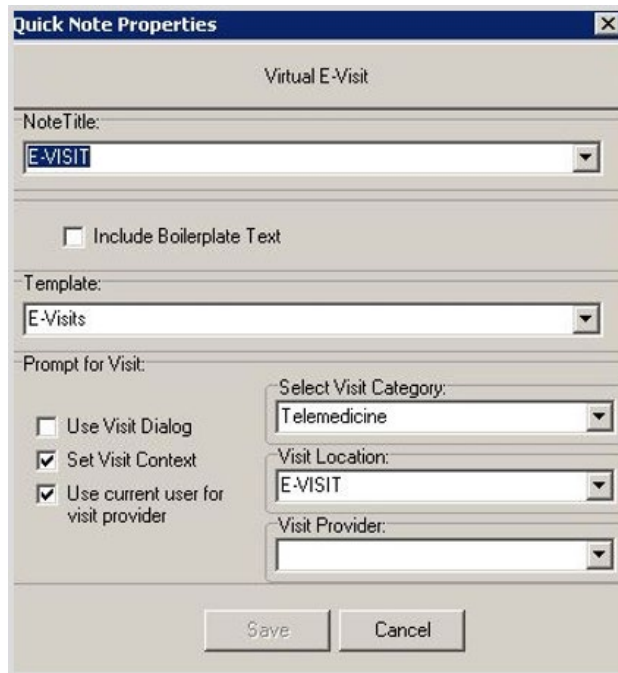 Quick Note Properties
Virtual E-Visit
NoteTitle:
E-VISIT
Include Boilerplate Text
Template:
E-Visits
Prompt for Visit:
Use Visit Dialog
Set Visit Context
Use current user for
visit provider
Select Visit Category:
Telemedicine
Visit Location:
E-VISIT
Visit Provider:
Save
Cancel